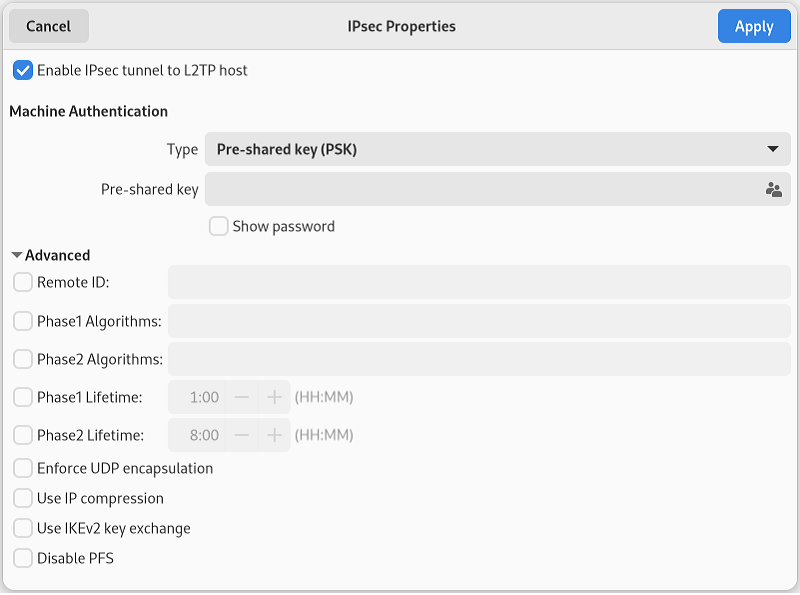 Cancel IPsec Properties Apply
Enable IPsec tunnel to L2TP host
Machine Authentication
Type Pre-shared key (PSK)
Pre-shared key
Show password
Advanced
Remote ID:
Phase1 Algorithms:
Phase2 Algorithms:
Phase1 Lifetime: 1:00 (HH:MM)
Phase2 Lifetime: 8:00 (HH:MM)
Enforce UDP encapsulation
Use IP compression
Use IKEv2 key exchange
Disable PFS